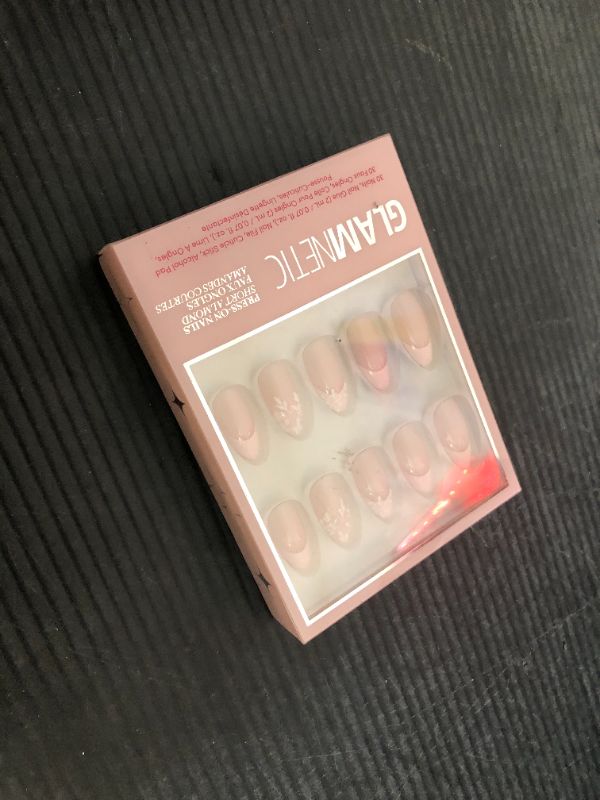 GLAMNETIC
PRESS-ON NAILS
SHORT ALMOND
FAUX ONGLES
AMANDES COURTES
30 Nails, Nail Glue (2 mL / 0.07 fl. oz.), Nail File, Cuticle Stick, Alcohol Pad
30 Faux Ongles, Colle Pour Ongles (2 mL / 0.07 fl. oz.), Lime À Ongles,
Pousse-Cuticules, Lingette Désinfectante